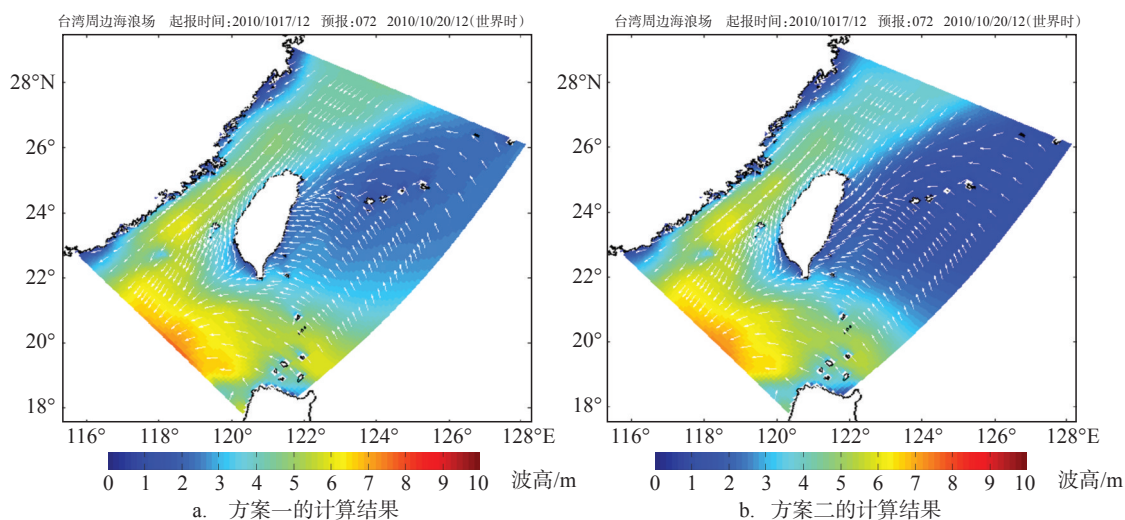 台湾周边海浪场 起报时间:2010/1017/12 预报:072 2010/10/20/12(世界时)
28°N
26°
24°
22°
20°
18°
116° 118° 120° 122° 124° 126° 128°E
0 1 2 3 4 5 6 7 8 9 10 波高/m
a. 方案一的计算结果
台湾周边海浪场 起报时间:2010/1017/12 预报:072 2010/10/20/12(世界时)
28°N
26°
24°
22°
20°
18°
116° 118° 120° 122° 124° 126° 128°E
0 1 2 3 4 5 6 7 8 9 10 波高/m
b. 方案二的计算结果